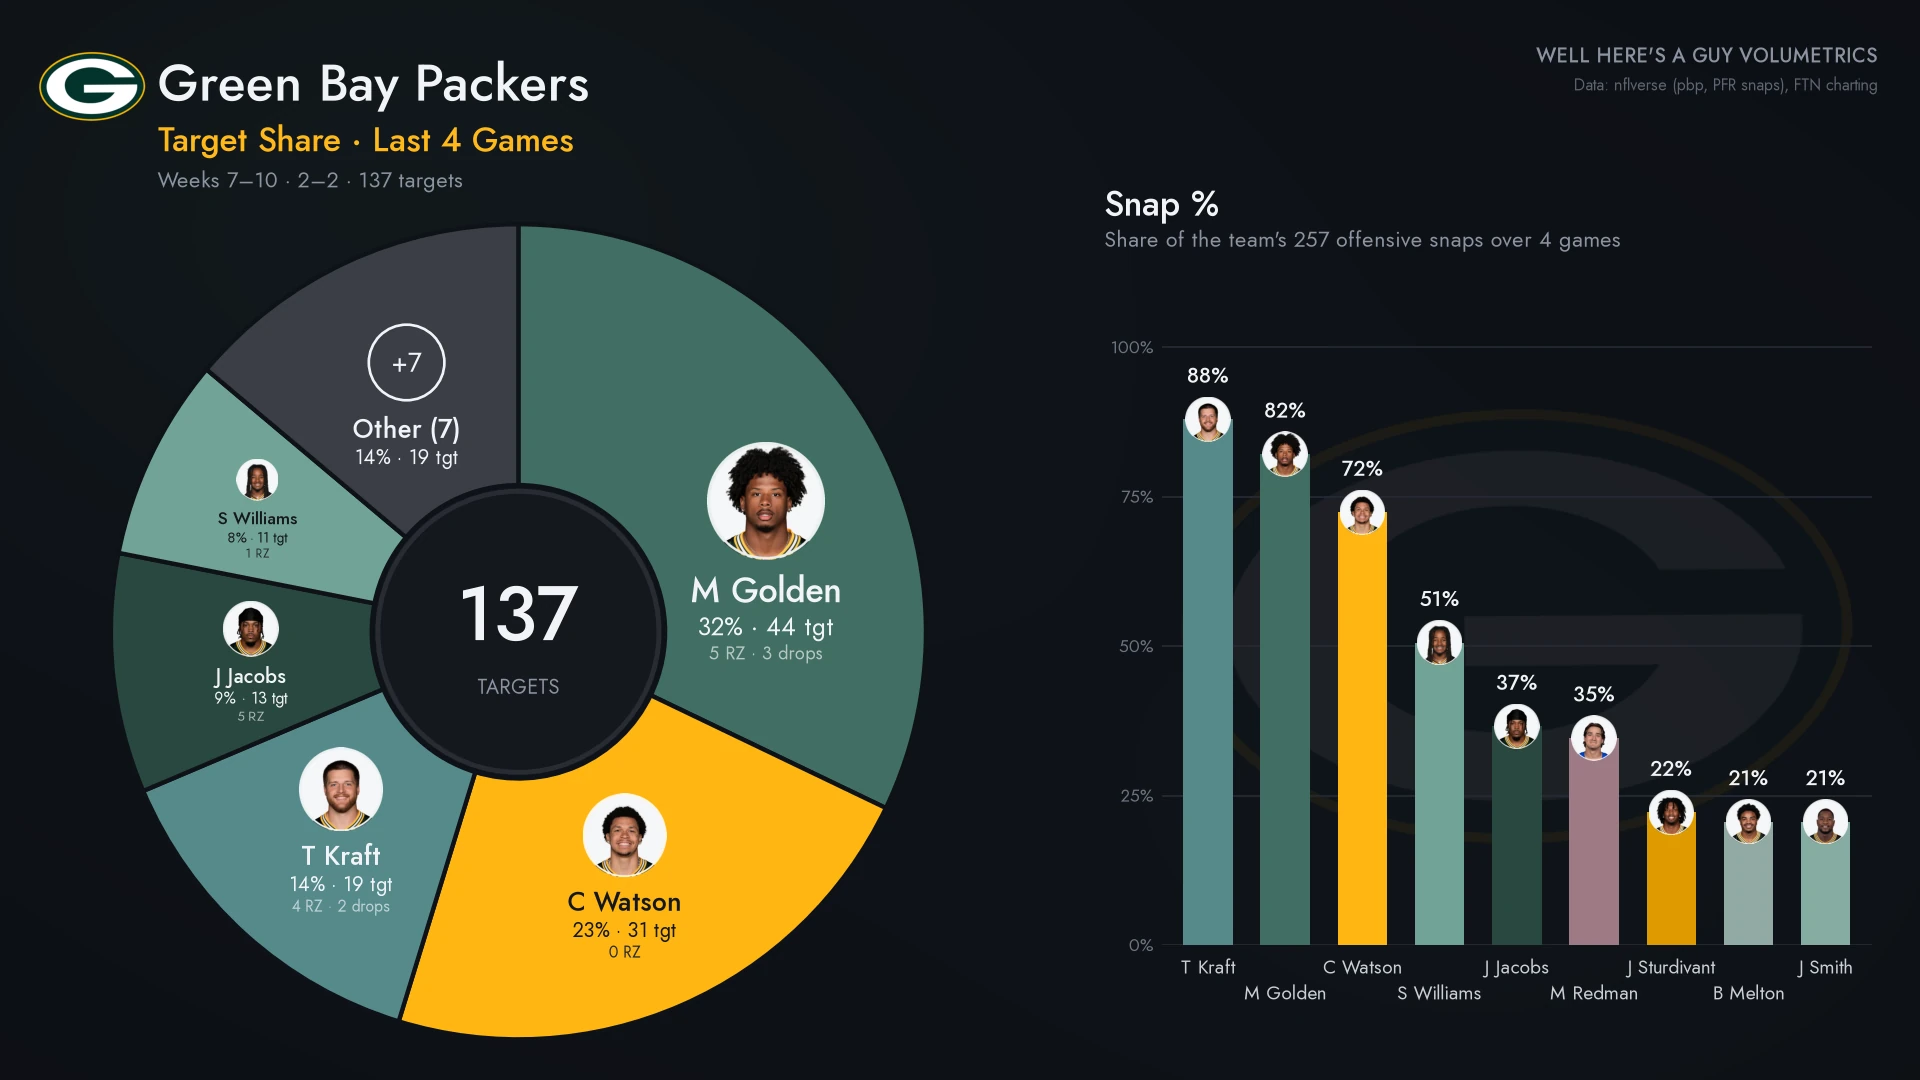 Green Bay Packers
Target Share · Last 4 Games
Weeks 7–10 · 2–2 · 137 targets
WELL HERE'S A GUY VOLUMETRICS
Data: nflverse (pbp, PFR snaps), FTN charting
+7
Other (7)
14% · 19 tgt
S Williams
8% · 11 tgt
1 RZ
J Jacobs
9% · 13 tgt
5 RZ
T Kraft
14% · 19 tgt
4 RZ · 2 drops
C Watson
23% · 31 tgt
0 RZ
M Golden
32% · 44 tgt
5 RZ · 3 drops
137
TARGETS
Snap %
Share of the team's 257 offensive snaps over 4 games
100%
75%
50%
25%
0%
88%
82%
72%
51%
37%
35%
22%
21%
21%
T Kraft
M Golden
C Watson
S Williams
J Jacobs
M Redman
J Sturdivant
B Melton
J Smith